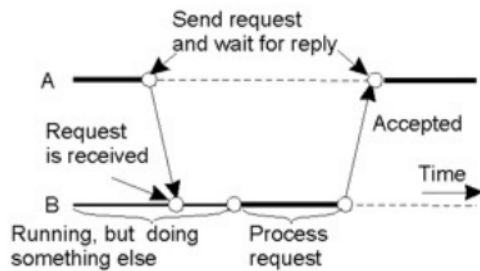 Send request
and wait for reply
A
Request
is received
Accepted
Time
B
Running, but doing
something else
Process
request